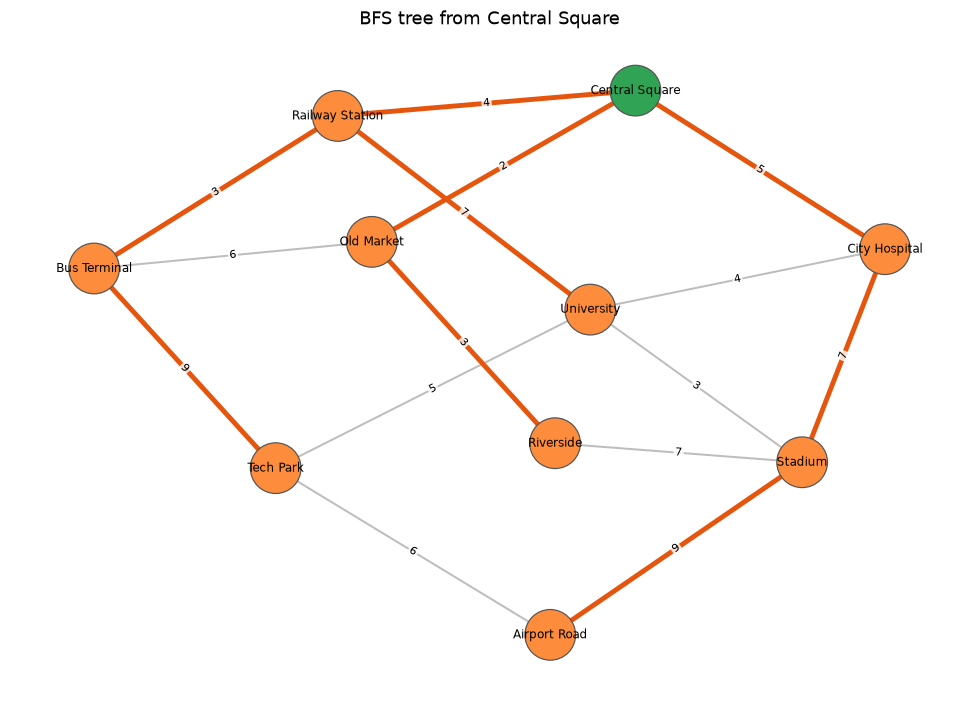 BFS tree from Central Square
Central Square
Railway Station
4
2
5
3
7
Old Market
City Hospital
Bus Terminal
6
4
University
3
7
9
5
3
Riverside
7
Stadium
Tech Park
6
9
Airport Road